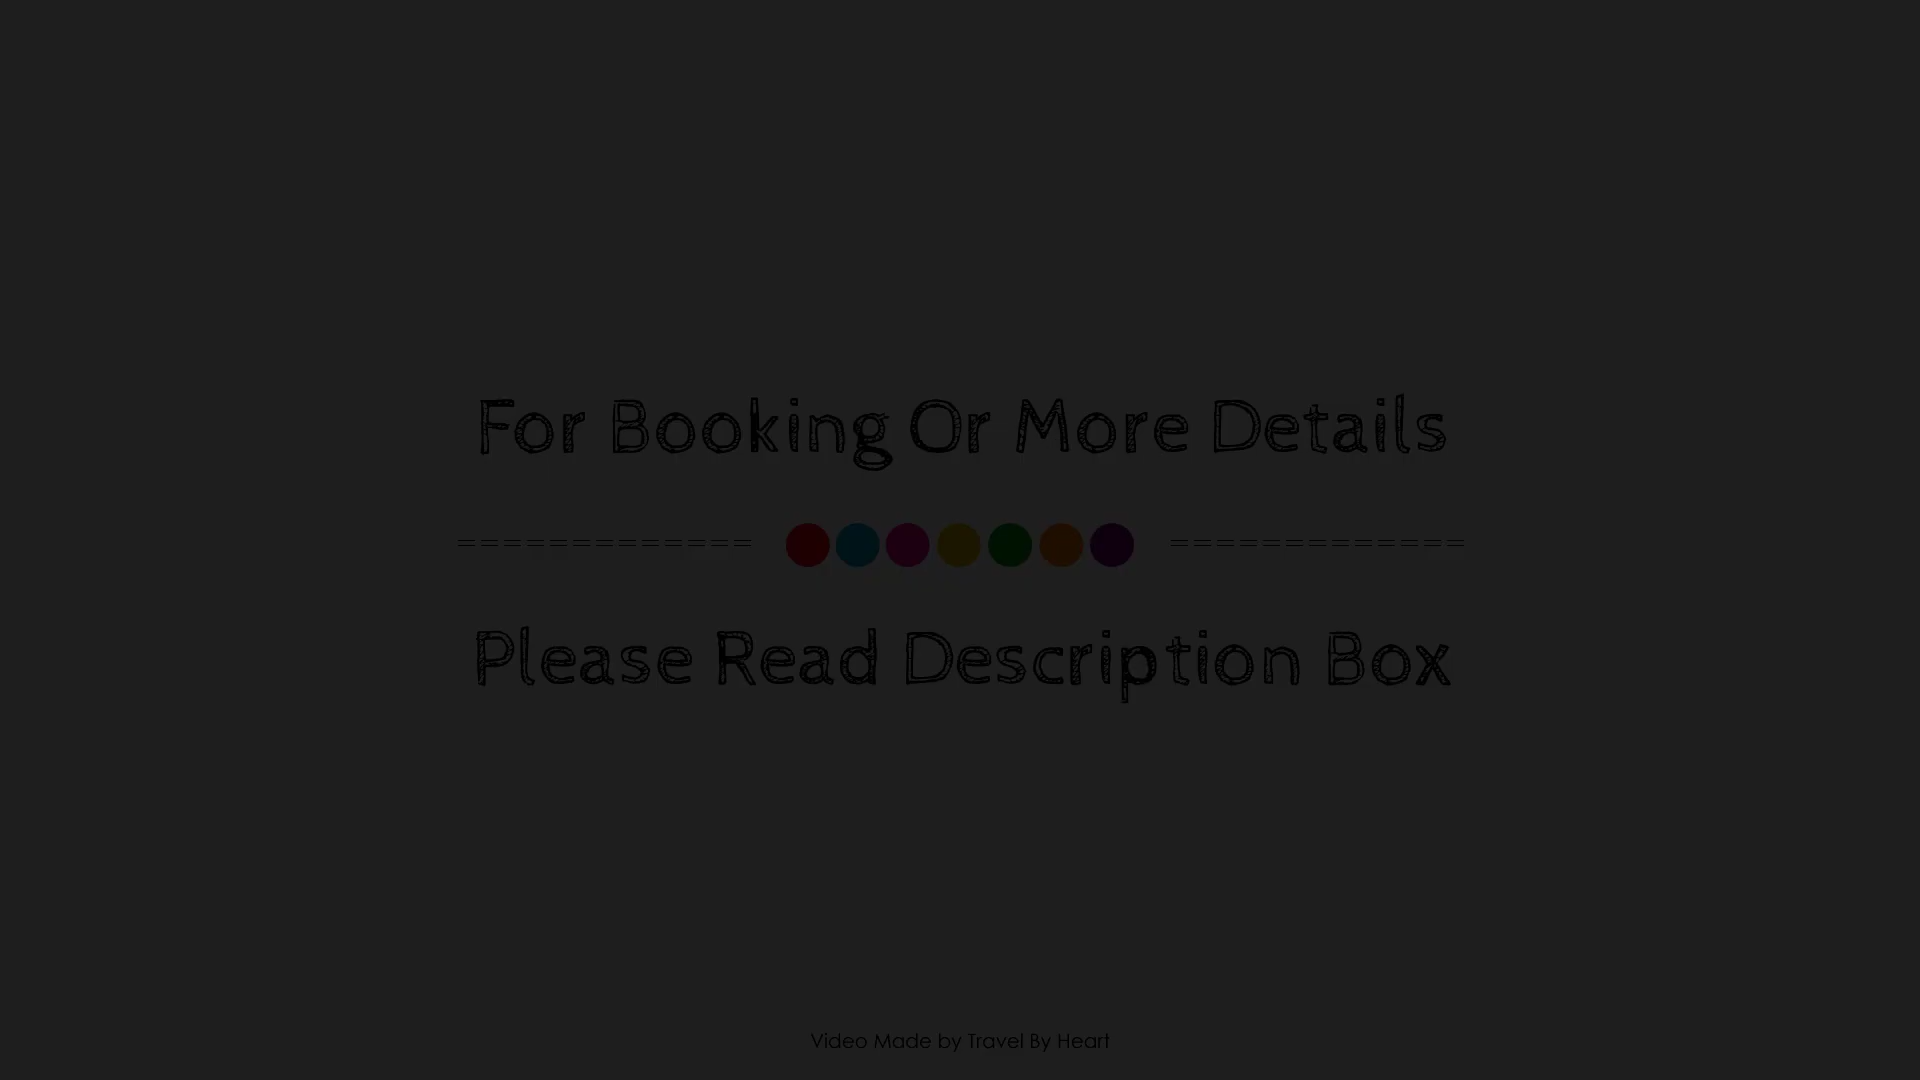 For Booking Or More Details
============= =============
Please Read Description Box
Video Made by Travel By Heart